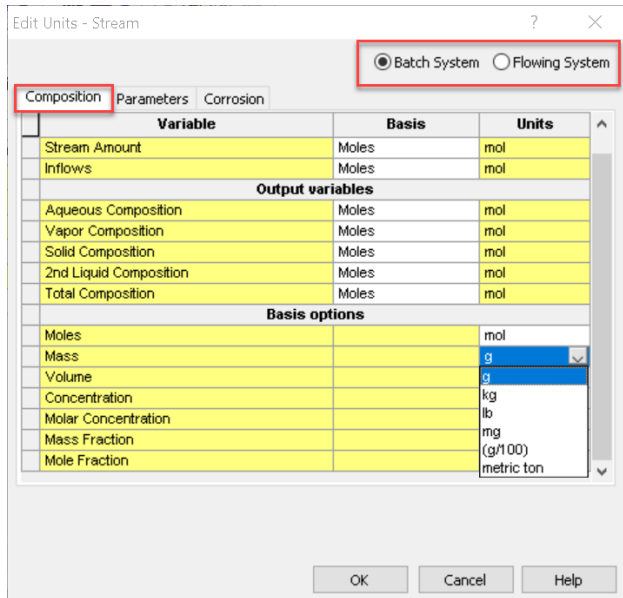 Edit Units - Stream ? ×
Batch System Flowing System
Composition Parameters Corrosion
Variable Basis Units
Stream Amount Moles mol
Inflows Moles mol
Output variables
Aqueous Composition Moles mol
Vapor Composition Moles mol
Solid Composition Moles mol
2nd Liquid Composition Moles mol
Total Composition Moles mol
Basis options
Moles mol
Mass g
Volume g
Concentration kg
Molar Concentration lb
Mass Fraction mg
Mole Fraction (g/100)
metric ton
OK Cancel Help